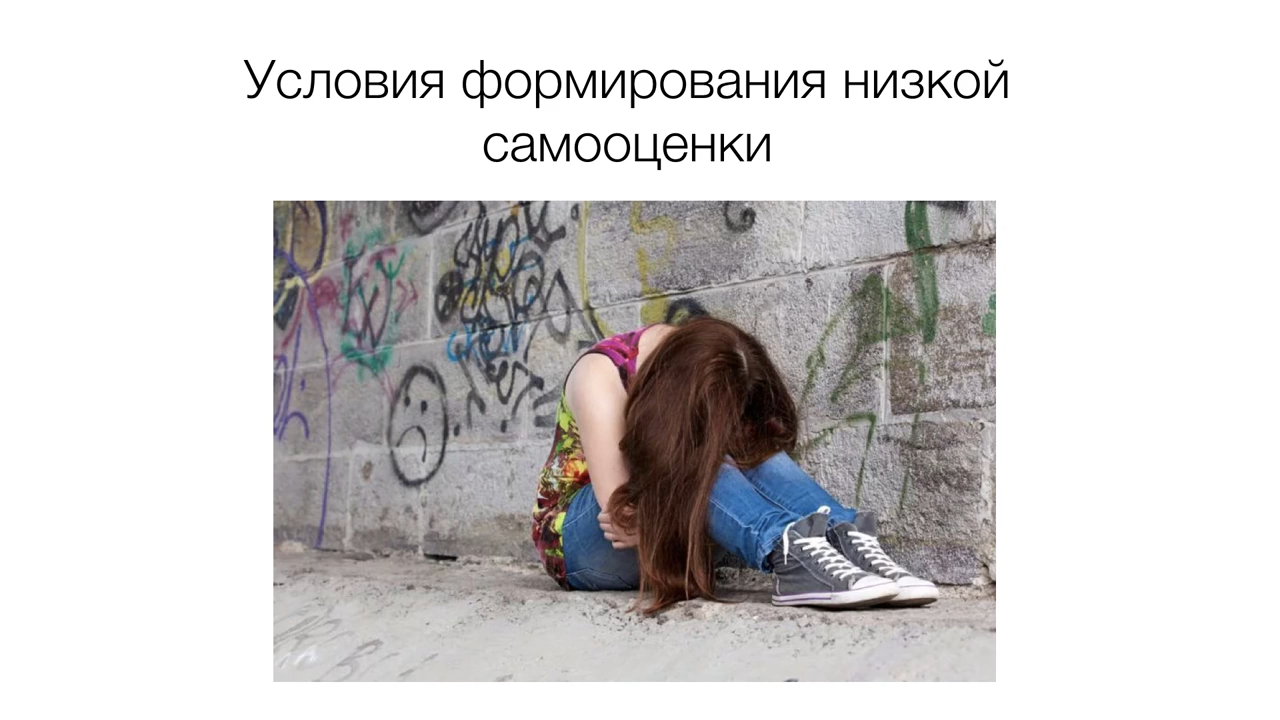 Условия формирования низкой
самооценки